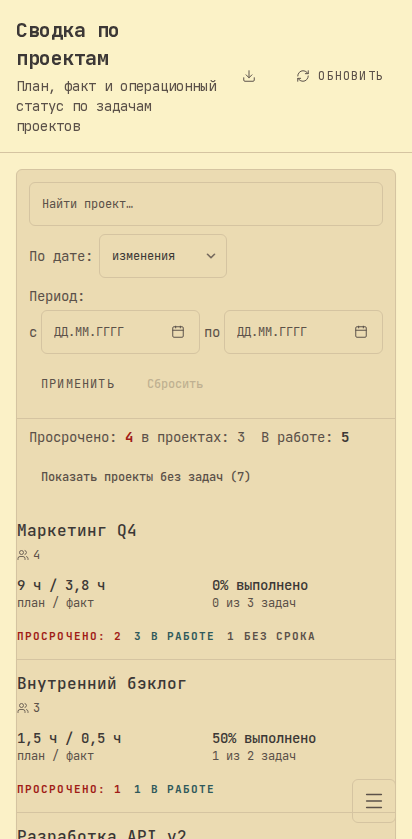 Сводка по
проектам
План, факт и операционный
статус по задачам
проектов
ОБНОВИТЬ
Найти проект…
По дате: изменения
Период:
с ДД.ММ.ГГГГ по ДД.ММ.ГГГГ
ПРИМЕНИТЬ Сбросить
Просрочено: 4 в проектах: 3 В работе: 5
Показать проекты без задач (7)
Маркетинг Q4
4
9 ч / 3,8 ч 0% выполнено
план / факт 0 из 3 задач
ПРОСРОЧЕНО: 2 3 В РАБОТЕ 1 БЕЗ СРОКА
Внутренний бэклог
3
1,5 ч / 0,5 ч 50% выполнено
план / факт 1 из 2 задач
ПРОСРОЧЕНО: 1 1 В РАБОТЕ
Разработка API v2